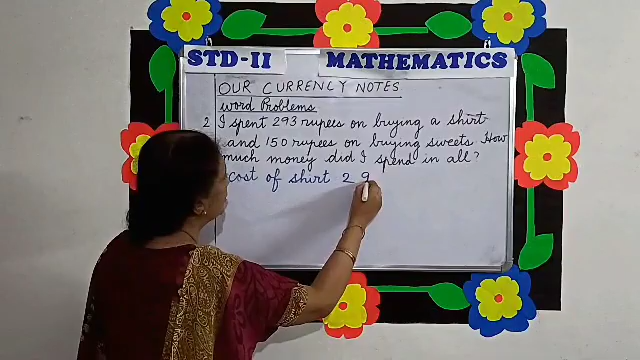 STD-II MATHEMATICS
OUR CURRENCY NOTES
Word Problems
2 I spent 293 rupees on buying a shirt
and 150 rupees on buying sweets. How
much money did I spend in all?
cost of shirt 2 9